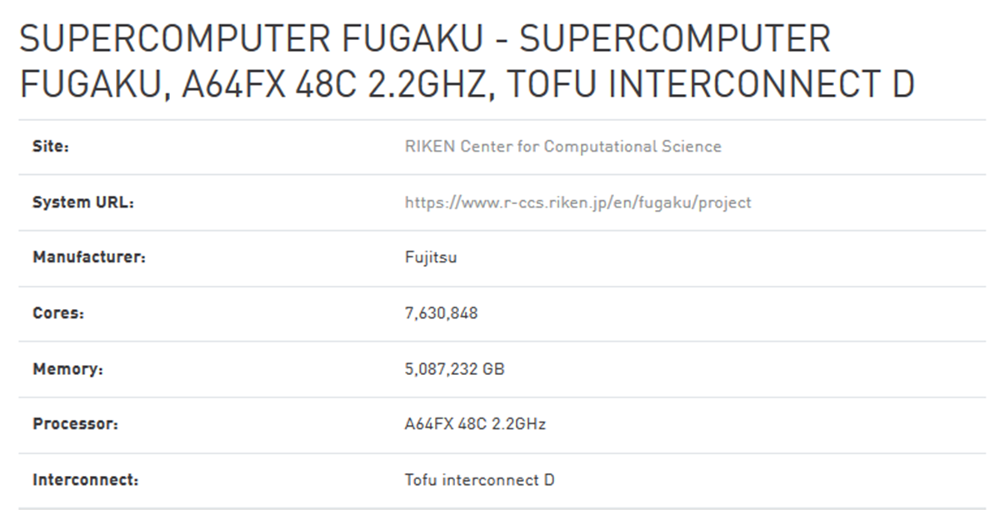 SUPERCOMPUTER FUGAKU - SUPERCOMPUTER
FUGAKU, A64FX 48C 2.2GHZ, TOFU INTERCONNECT D
Site: RIKEN Center for Computational Science
System URL: https://www.r-ccs.riken.jp/en/fugaku/project
Manufacturer: Fujitsu
Cores: 7,630,848
Memory: 5,087,232 GB
Processor: A64FX 48C 2.2GHz
Interconnect: Tofu interconnect D